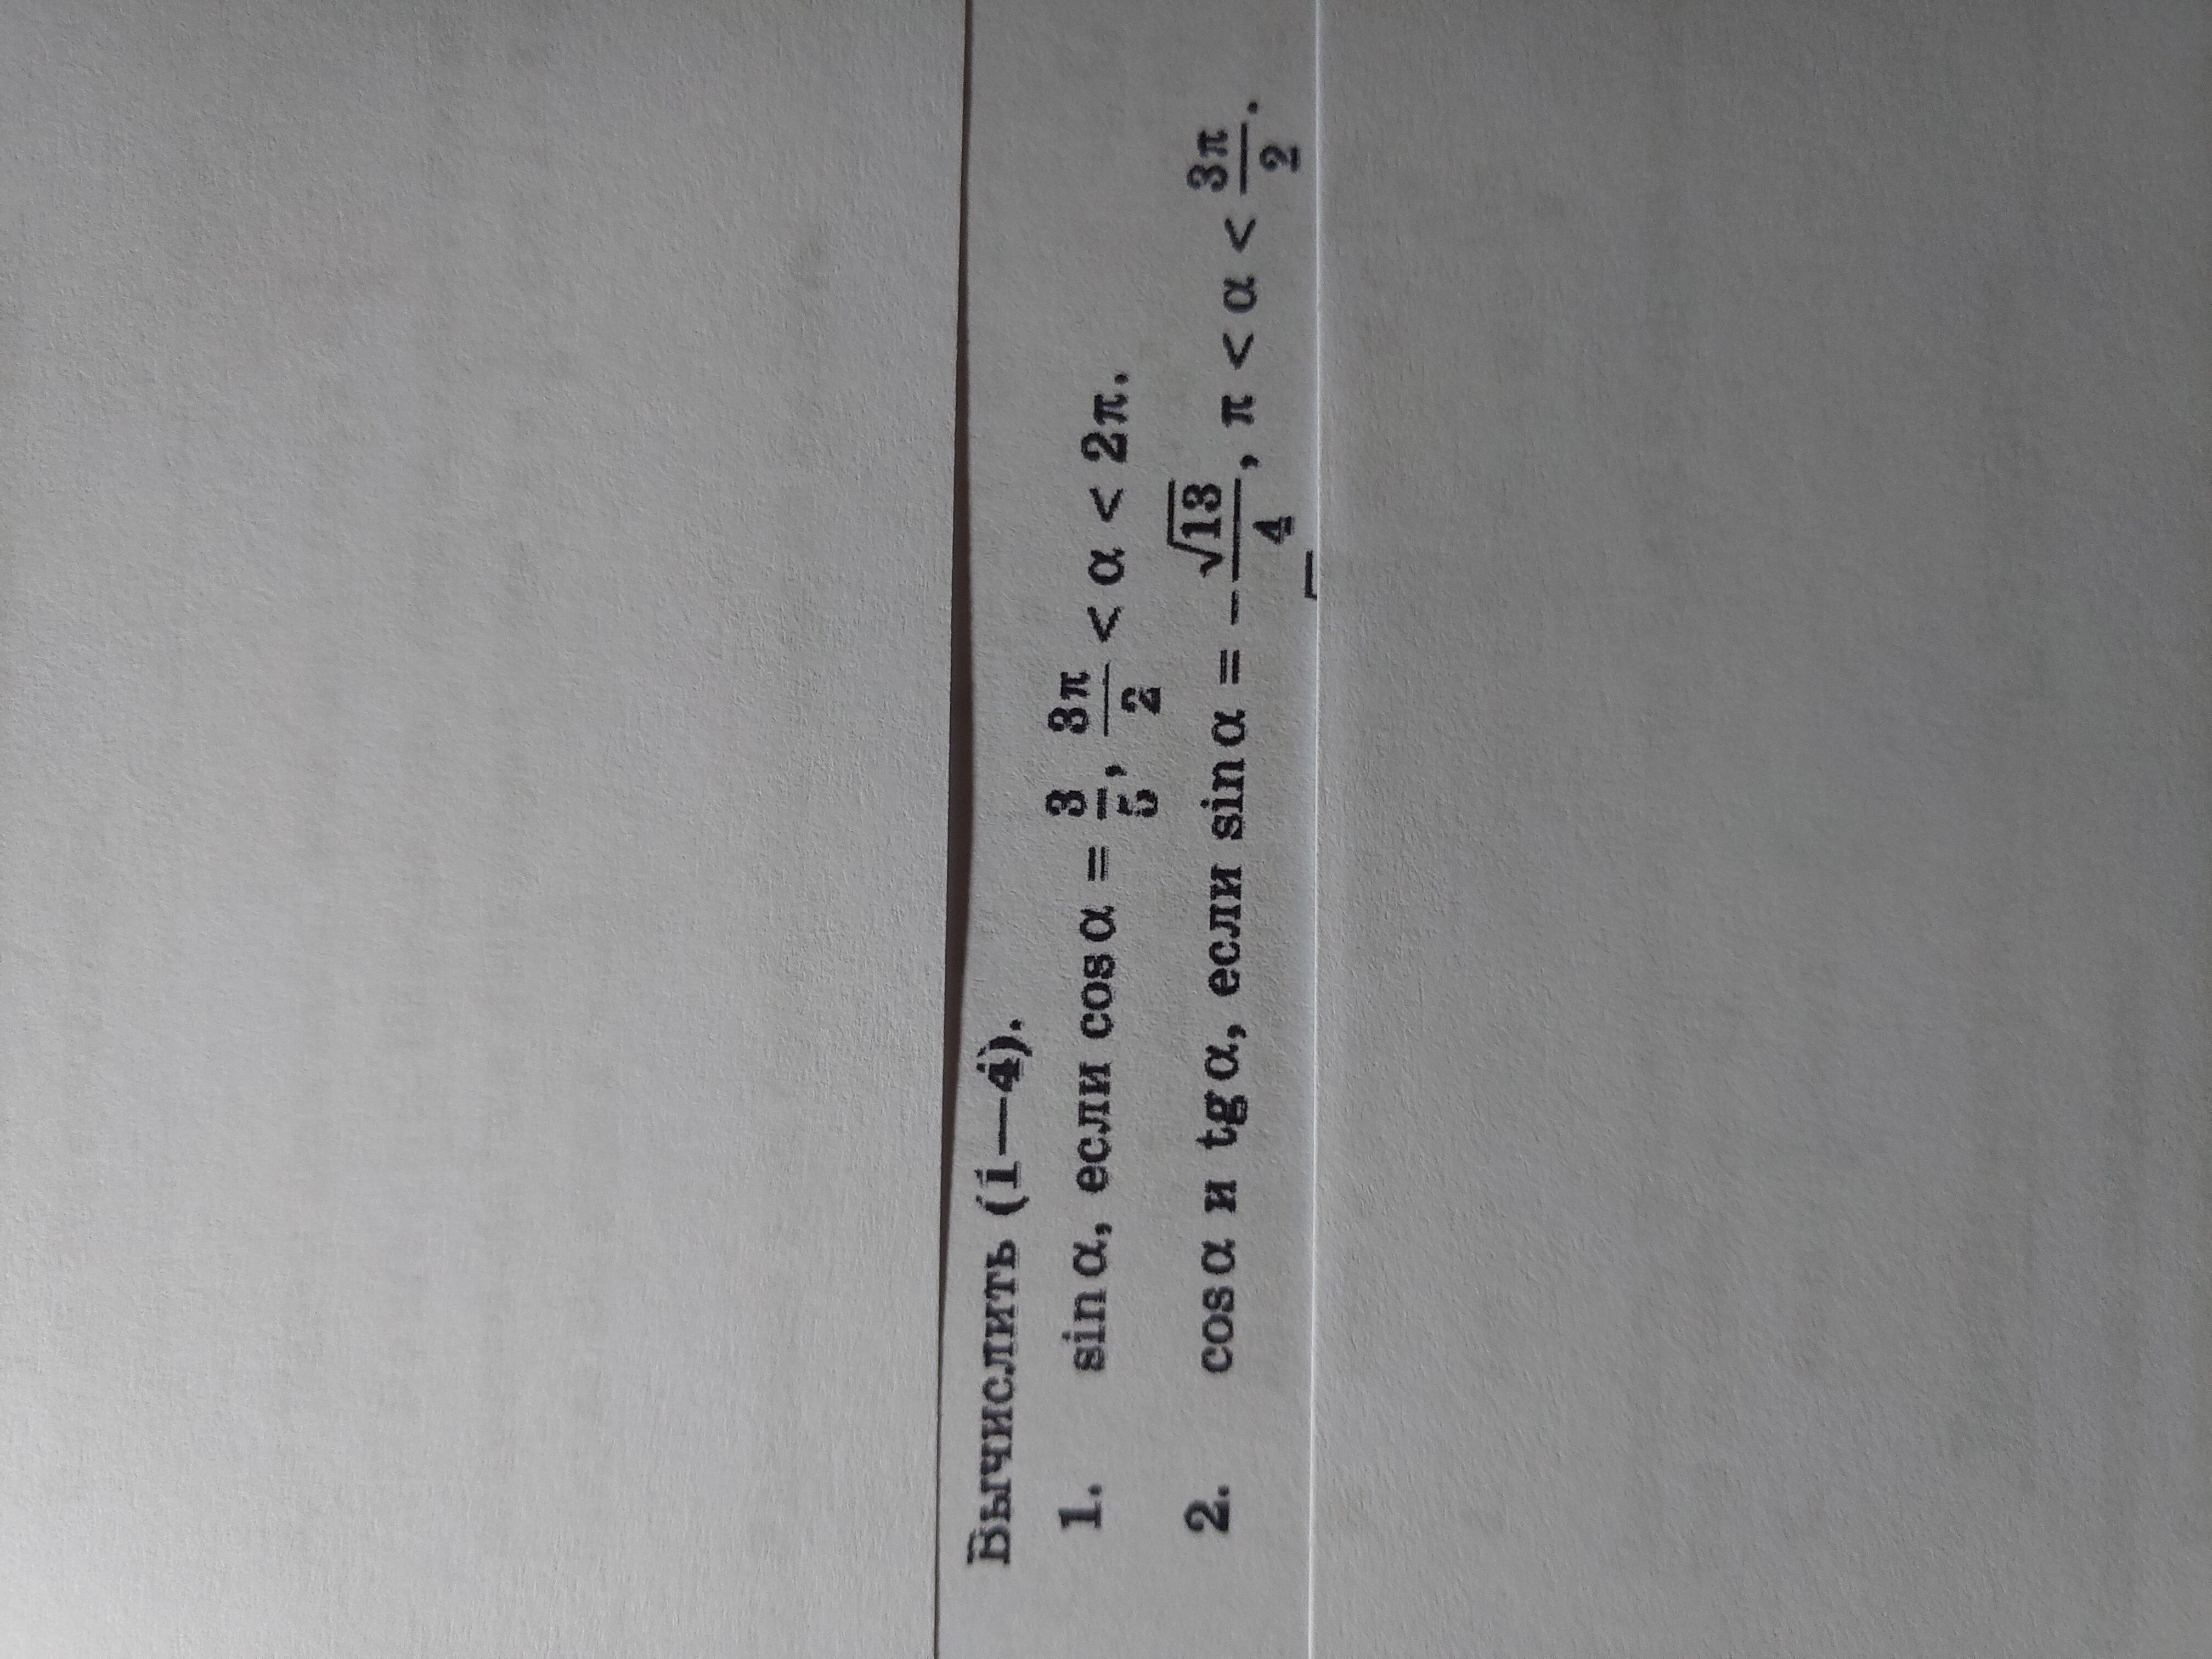 Вычислить (1—4).
1. sin α, если cos α = 3/5, 3π/2 < α < 2π.
2. cos α и tg α, если sin α = -√13/4, π < α < 3π/2.